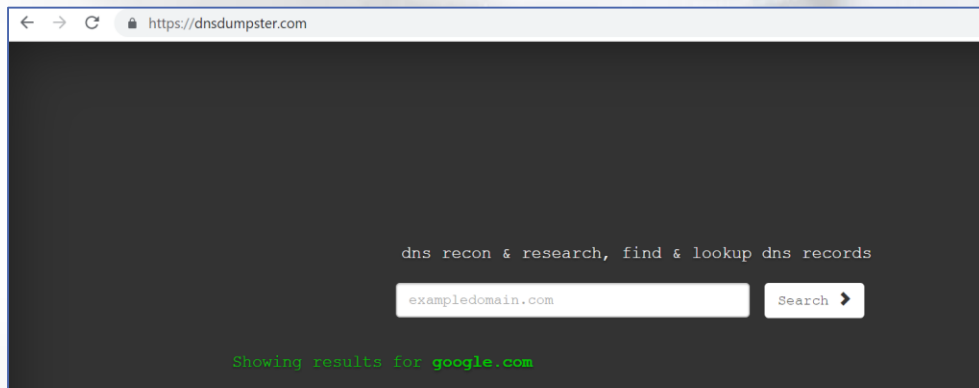 https://dnsdumpster.com
dns recon & research, find & lookup dns records
exampledomain.com
Search
Showing results for google.com